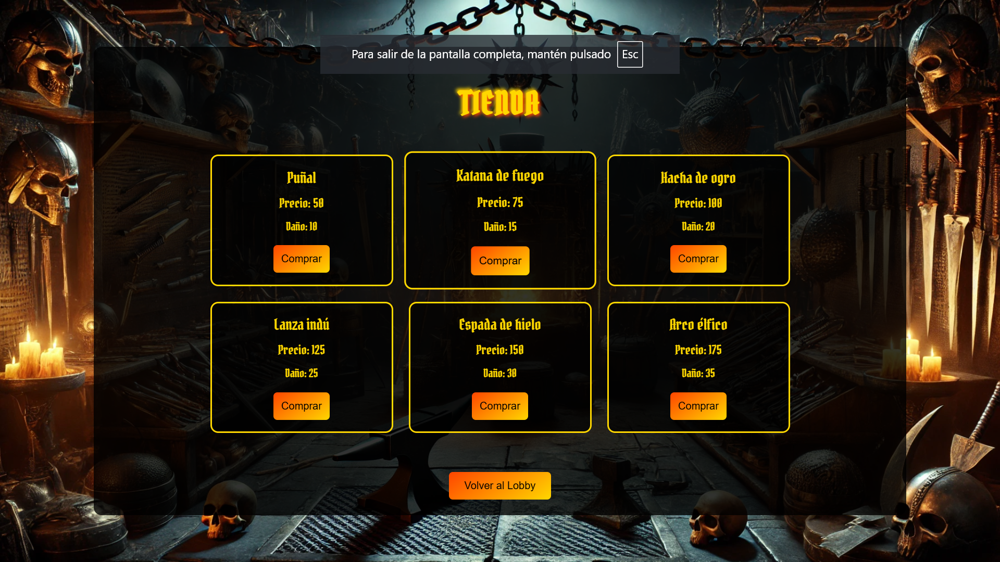 Para salir de la pantalla completa, mantén pulsado Esc
TIENDA
Puñal
Precio: 50
Daño: 10
Comprar
Katana de fuego
Precio: 75
Daño: 15
Comprar
Hacha de ogro
Precio: 100
Daño: 20
Comprar
Lanza indú
Precio: 125
Daño: 25
Comprar
Espada de hielo
Precio: 150
Daño: 30
Comprar
Arco élfico
Precio: 175
Daño: 35
Comprar
Volver al Lobby